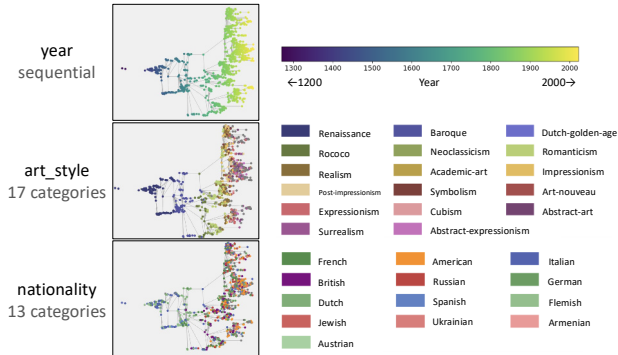 year
sequential
1300 1400 1500 1600 1700 1800 1900 2000
←1200 Year 2000→
art_style
17 categories
Renaissance Baroque Dutch-golden-age
Rococo Neoclassicism Romanticism
Realism Academic-art Impressionism
Post-impressionism Symbolism Art-nouveau
Expressionism Cubism Abstract-art
Surrealism Abstract-expressionism
nationality
13 categories
French American Italian
British Russian German
Dutch Spanish Flemish
Jewish Ukrainian Armenian
Austrian